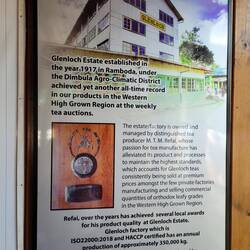 GLENLOCH
Glenloch Estate established in
the year 1917 in Ramboda, under
the Dimbula Agro-Climatic District
achieved yet another all-time record
in our products in the Western
High Grown Region at the weekly
tea auctions.
The estate/factory is owned and
managed by distinguished tea
producer M. T. M. Refai, whose
passion for tea manufacture has
alleviated its product and processes
to maintain the highest standards,
which accounts for Glenloch teas
consistently being sold at premium
prices amongst the few private factories
manufacturing and selling commercial
quantities of orthodox leafy grades
in the Western High Grown Region.
Refai, over the years has achieved several local awards
for his product quality at Glenloch Estate.
Glenloch factory which is
ISO22000:2018 and HACCP certified has an annual
production of approximately 350,000 kg.